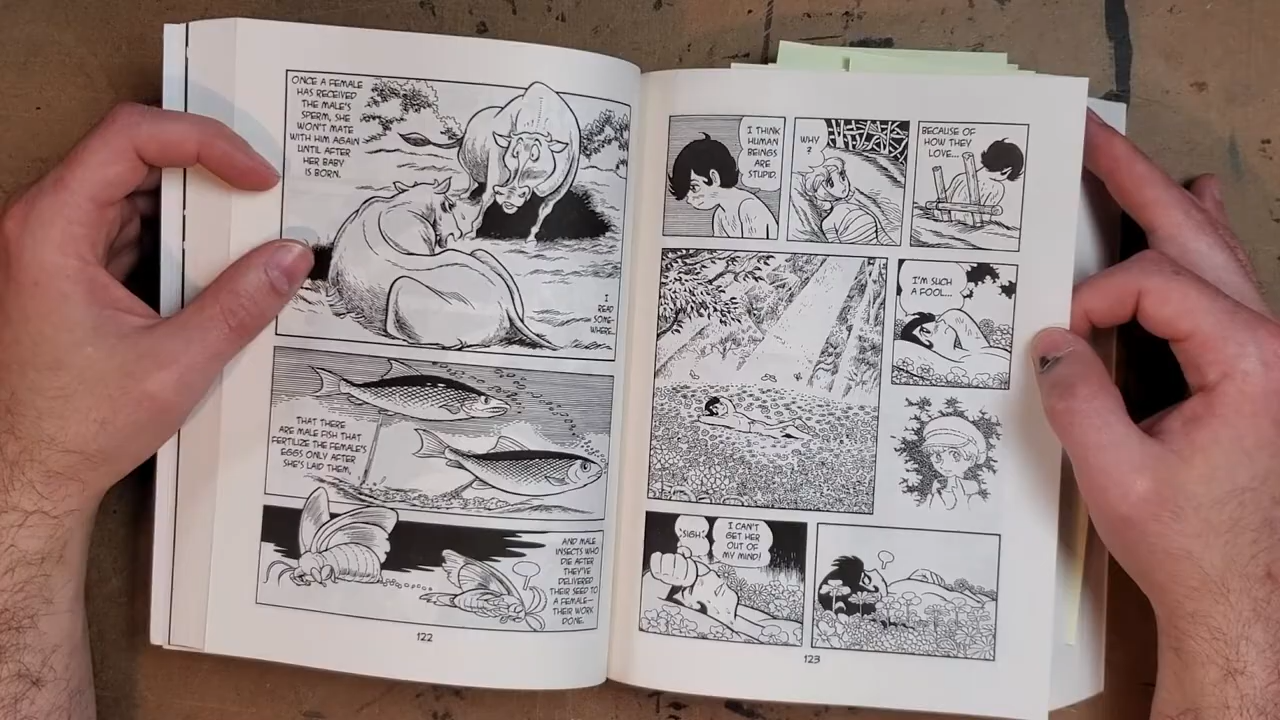 ONCE A FEMALE
HAS RECEIVED
THE MALE'S
SPERM, SHE
WON'T MATE
WITH HIM AGAIN
UNTIL AFTER
HER BABY
IS BORN.
I
READ
SOME-
WHERE...
THAT THERE
ARE MALE FISH THAT
FERTILIZE THE FEMALE'S
EGGS ONLY AFTER
SHE'S LAID THEM,
AND MALE
INSECTS WHO
DIE AFTER
THEY'VE
DELIVERED
THEIR SEED TO
A FEMALE—
THEIR WORK
DONE.
122
I THINK
HUMAN
BEINGS
ARE
STUPID.
WHY
?
BECAUSE OF
HOW THEY
LOVE...
I'M SUCH
A FOOL...
*SIGH*
I CAN'T
GET HER
OUT OF
MY MIND!
123